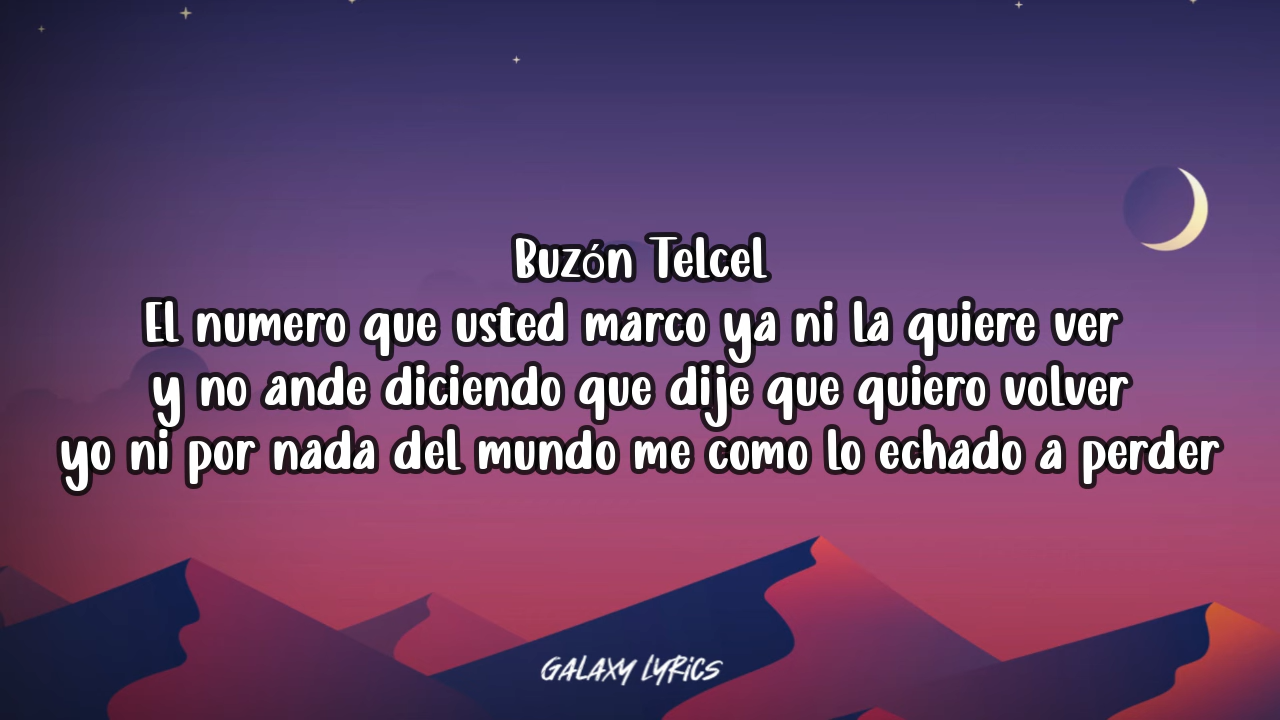 Buzón Telcel
El numero que usted marco ya ni la quiere ver
y no ande diciendo que dije que quiero volver
yo ni por nada del mundo me como lo echado a perder
GALAXY LYRICS